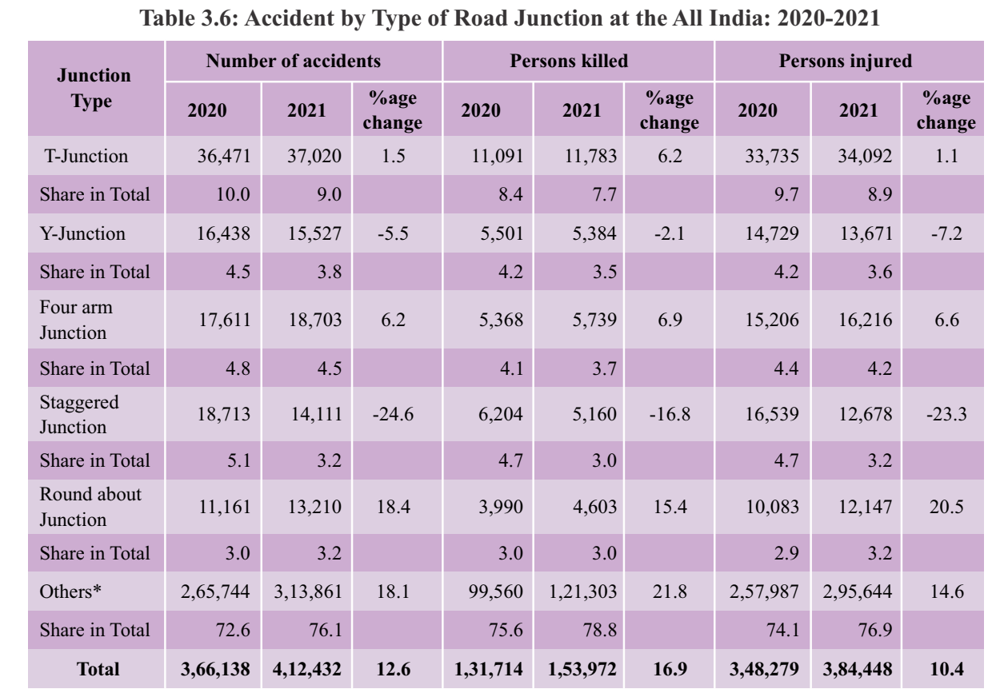 Table 3.6: Accident by Type of Road Junction at the All India: 2020-2021
Junction Type Number of accidents Persons killed Persons injured
2020 2021 %age change 2020 2021 %age change 2020 2021 %age change
T-Junction 36,471 37,020 1.5 11,091 11,783 6.2 33,735 34,092 1.1
Share in Total 10.0 9.0 8.4 7.7 9.7 8.9
Y-Junction 16,438 15,527 -5.5 5,501 5,384 -2.1 14,729 13,671 -7.2
Share in Total 4.5 3.8 4.2 3.5 4.2 3.6
Four arm Junction 17,611 18,703 6.2 5,368 5,739 6.9 15,206 16,216 6.6
Share in Total 4.8 4.5 4.1 3.7 4.4 4.2
Staggered Junction 18,713 14,111 -24.6 6,204 5,160 -16.8 16,539 12,678 -23.3
Share in Total 5.1 3.2 4.7 3.0 4.7 3.2
Round about Junction 11,161 13,210 18.4 3,990 4,603 15.4 10,083 12,147 20.5
Share in Total 3.0 3.2 3.0 3.0 2.9 3.2
Others* 2,65,744 3,13,861 18.1 99,560 1,21,303 21.8 2,57,987 2,95,644 14.6
Share in Total 72.6 76.1 75.6 78.8 74.1 76.9
Total 3,66,138 4,12,432 12.6 1,31,714 1,53,972 16.9 3,48,279 3,84,448 10.4